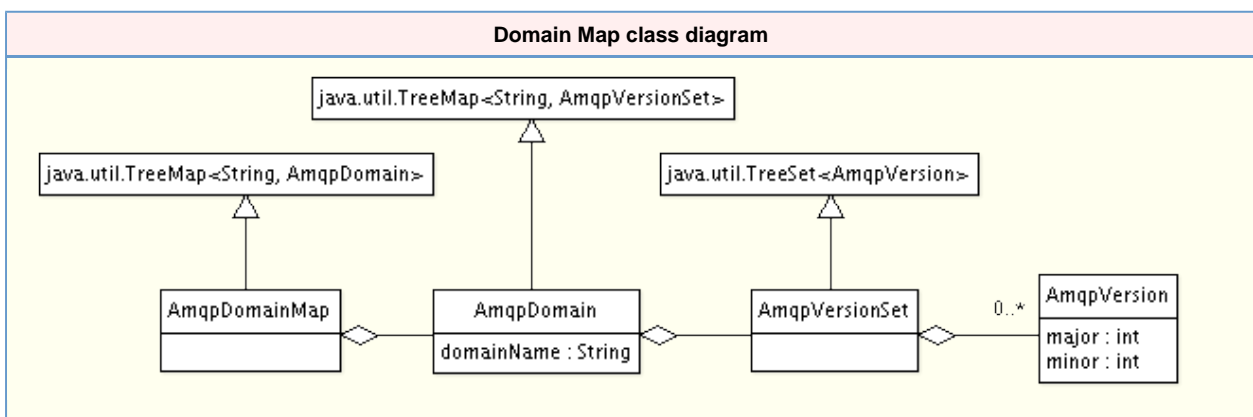 Domain Map class diagram
java.util.TreeMap<String, AmqpVersionSet>
java.util.TreeMap<String, AmqpDomain>
java.util.TreeSet<AmqpVersion>
AmqpDomainMap
AmqpDomain
domainName : String
AmqpVersionSet
0..*
AmqpVersion
major : int
minor : int